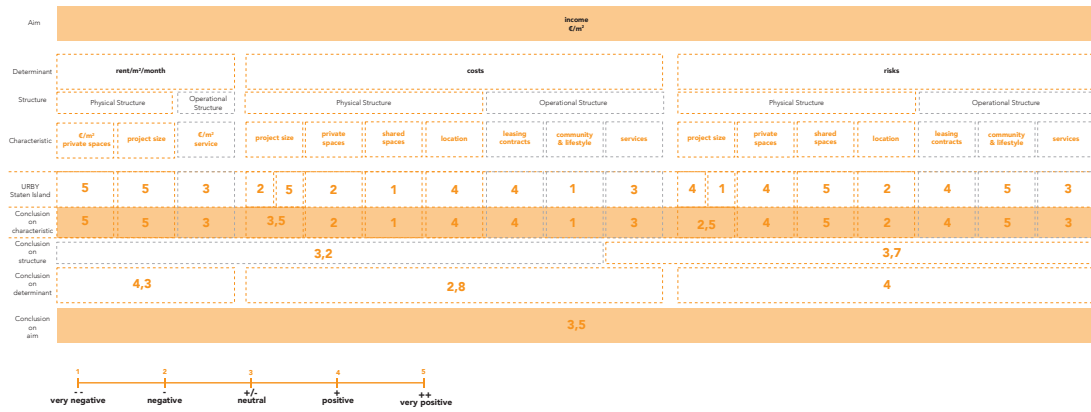 Aim
income
€/m²
Determinant
rent/m²/month
costs
risks
Structure
Physical Structure
Operational
Structure
Physical Structure
Operational Structure
Physical Structure
Operational Structure
Characteristic
€/m²
private spaces
project size
€/m²
service
project size
private
spaces
shared
spaces
location
leasing
contracts
community
& lifestyle
services
project size
private
spaces
shared
spaces
location
leasing
contracts
community
& lifestyle
services
URBY
Staten Island
5 5 3 2 5 2 1 4 4 1 3 4 1 4 5 2 4 5 3
Conclusion
on
characteristic
5 5 3 3,5 2 1 4 4 1 3 2,5 4 5 2 4 5 3
Conclusion
on
structure
3,2 3,7
Conclusion
on
determinant
4,3 2,8 4
Conclusion
on
aim
3,5
1 2 3 4 5
- - - +/- + ++
very negative negative neutral positive very positive